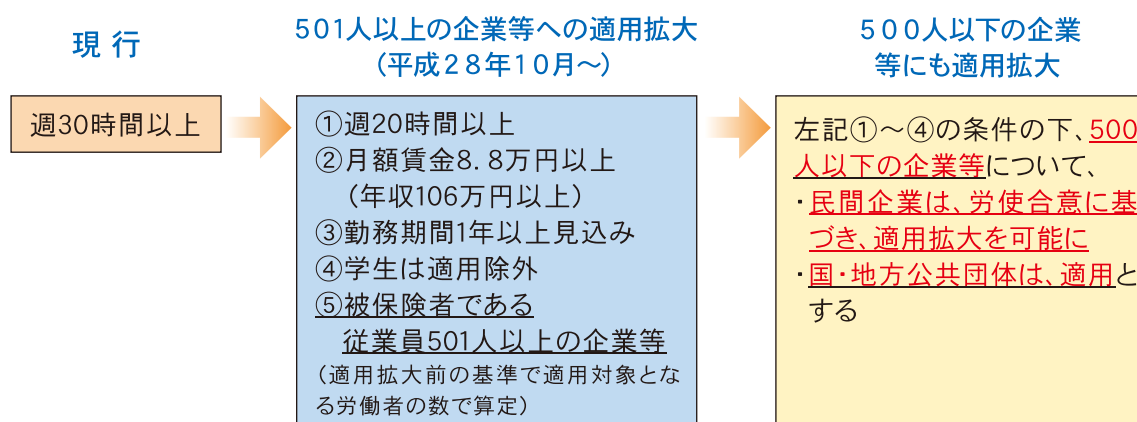 現行
週30時間以上
501人以上の企業等への適用拡大
(平成28年10月~)
①週20時間以上
②月額賃金8.8万円以上
(年収106万円以上)
③勤務期間1年以上見込み
④学生は適用除外
⑤被保険者である
従業員501人以上の企業等
(適用拡大前の基準で適用対象とな
る労働者の数で算定)
500人以下の企業
等にも適用拡大
左記①~④の条件の下、500
人以下の企業等について、
・民間企業は、労使合意に基
づき、適用拡大を可能に
・国・地方公共団体は、適用と
する